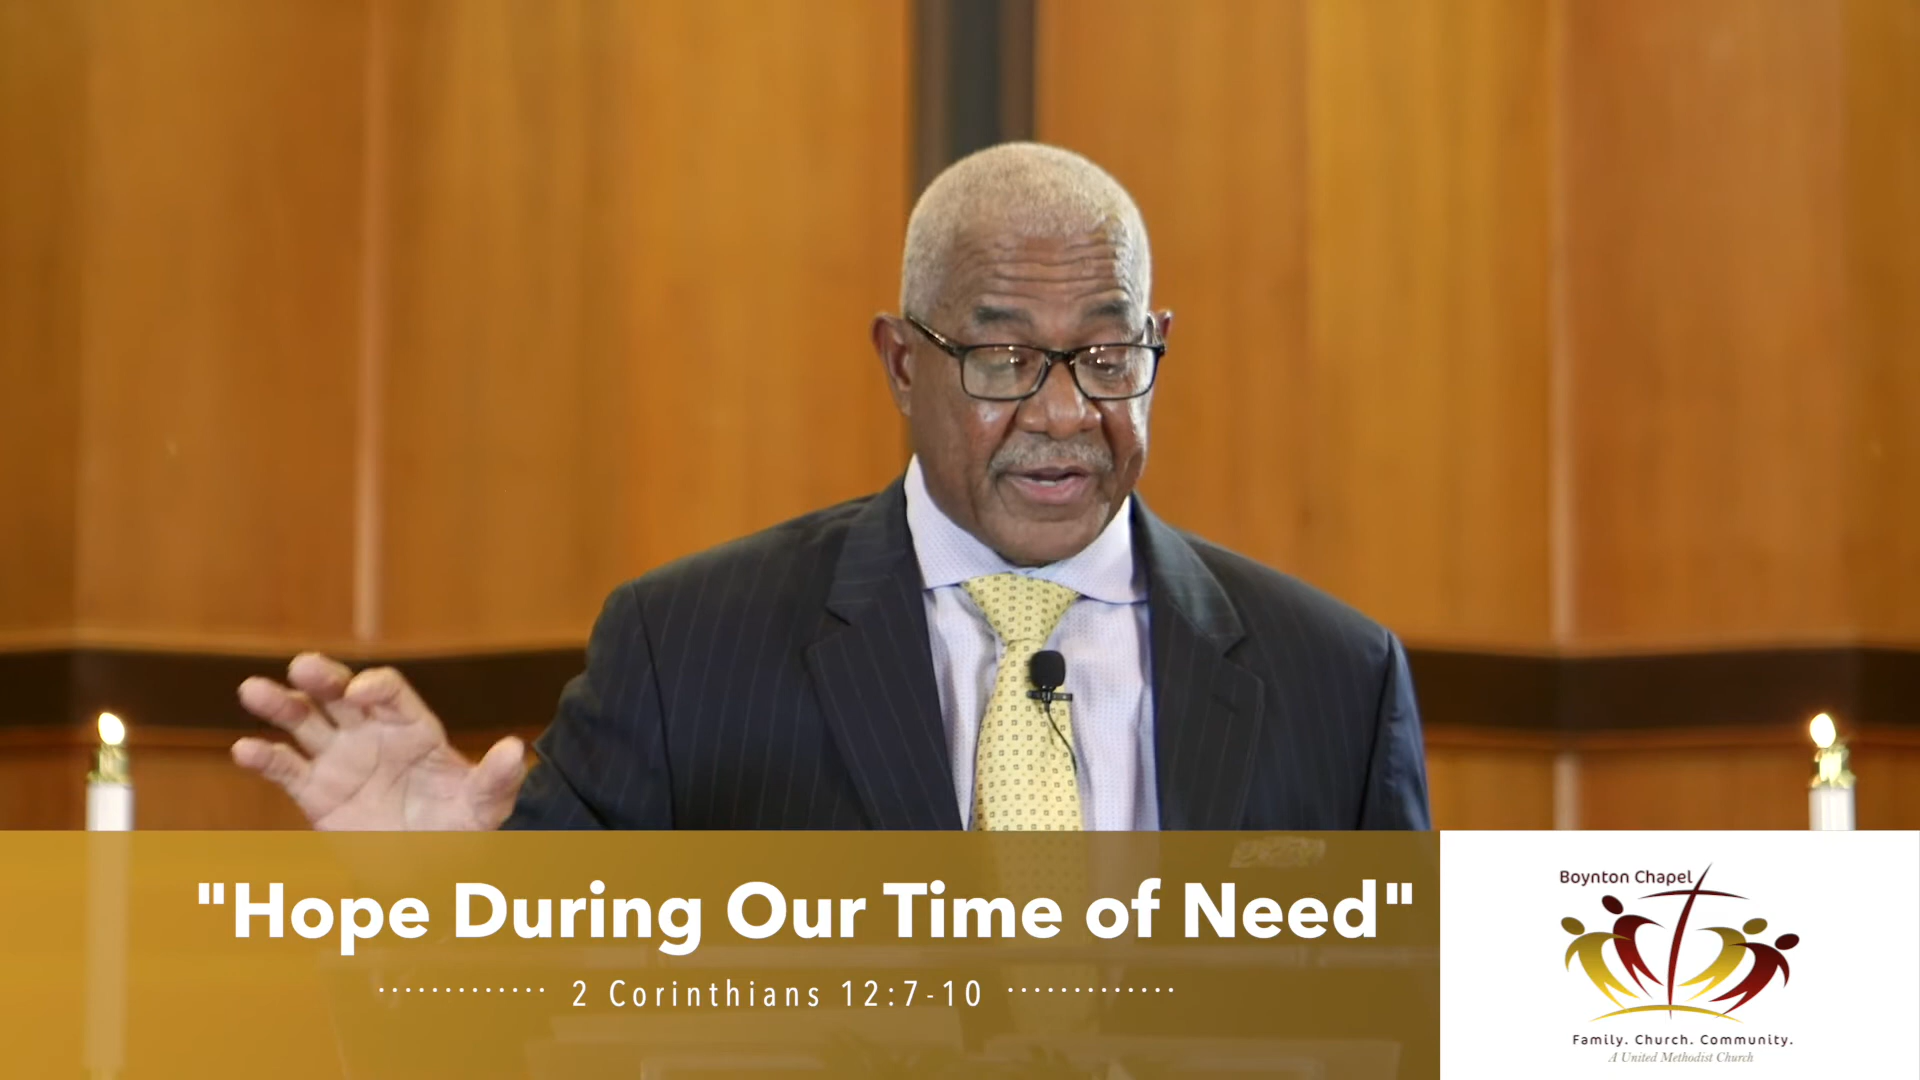 "Hope During Our Time of Need"
2 Corinthians 12:7-10
Boynton Chapel
Family. Church. Community.
A United Methodist Church